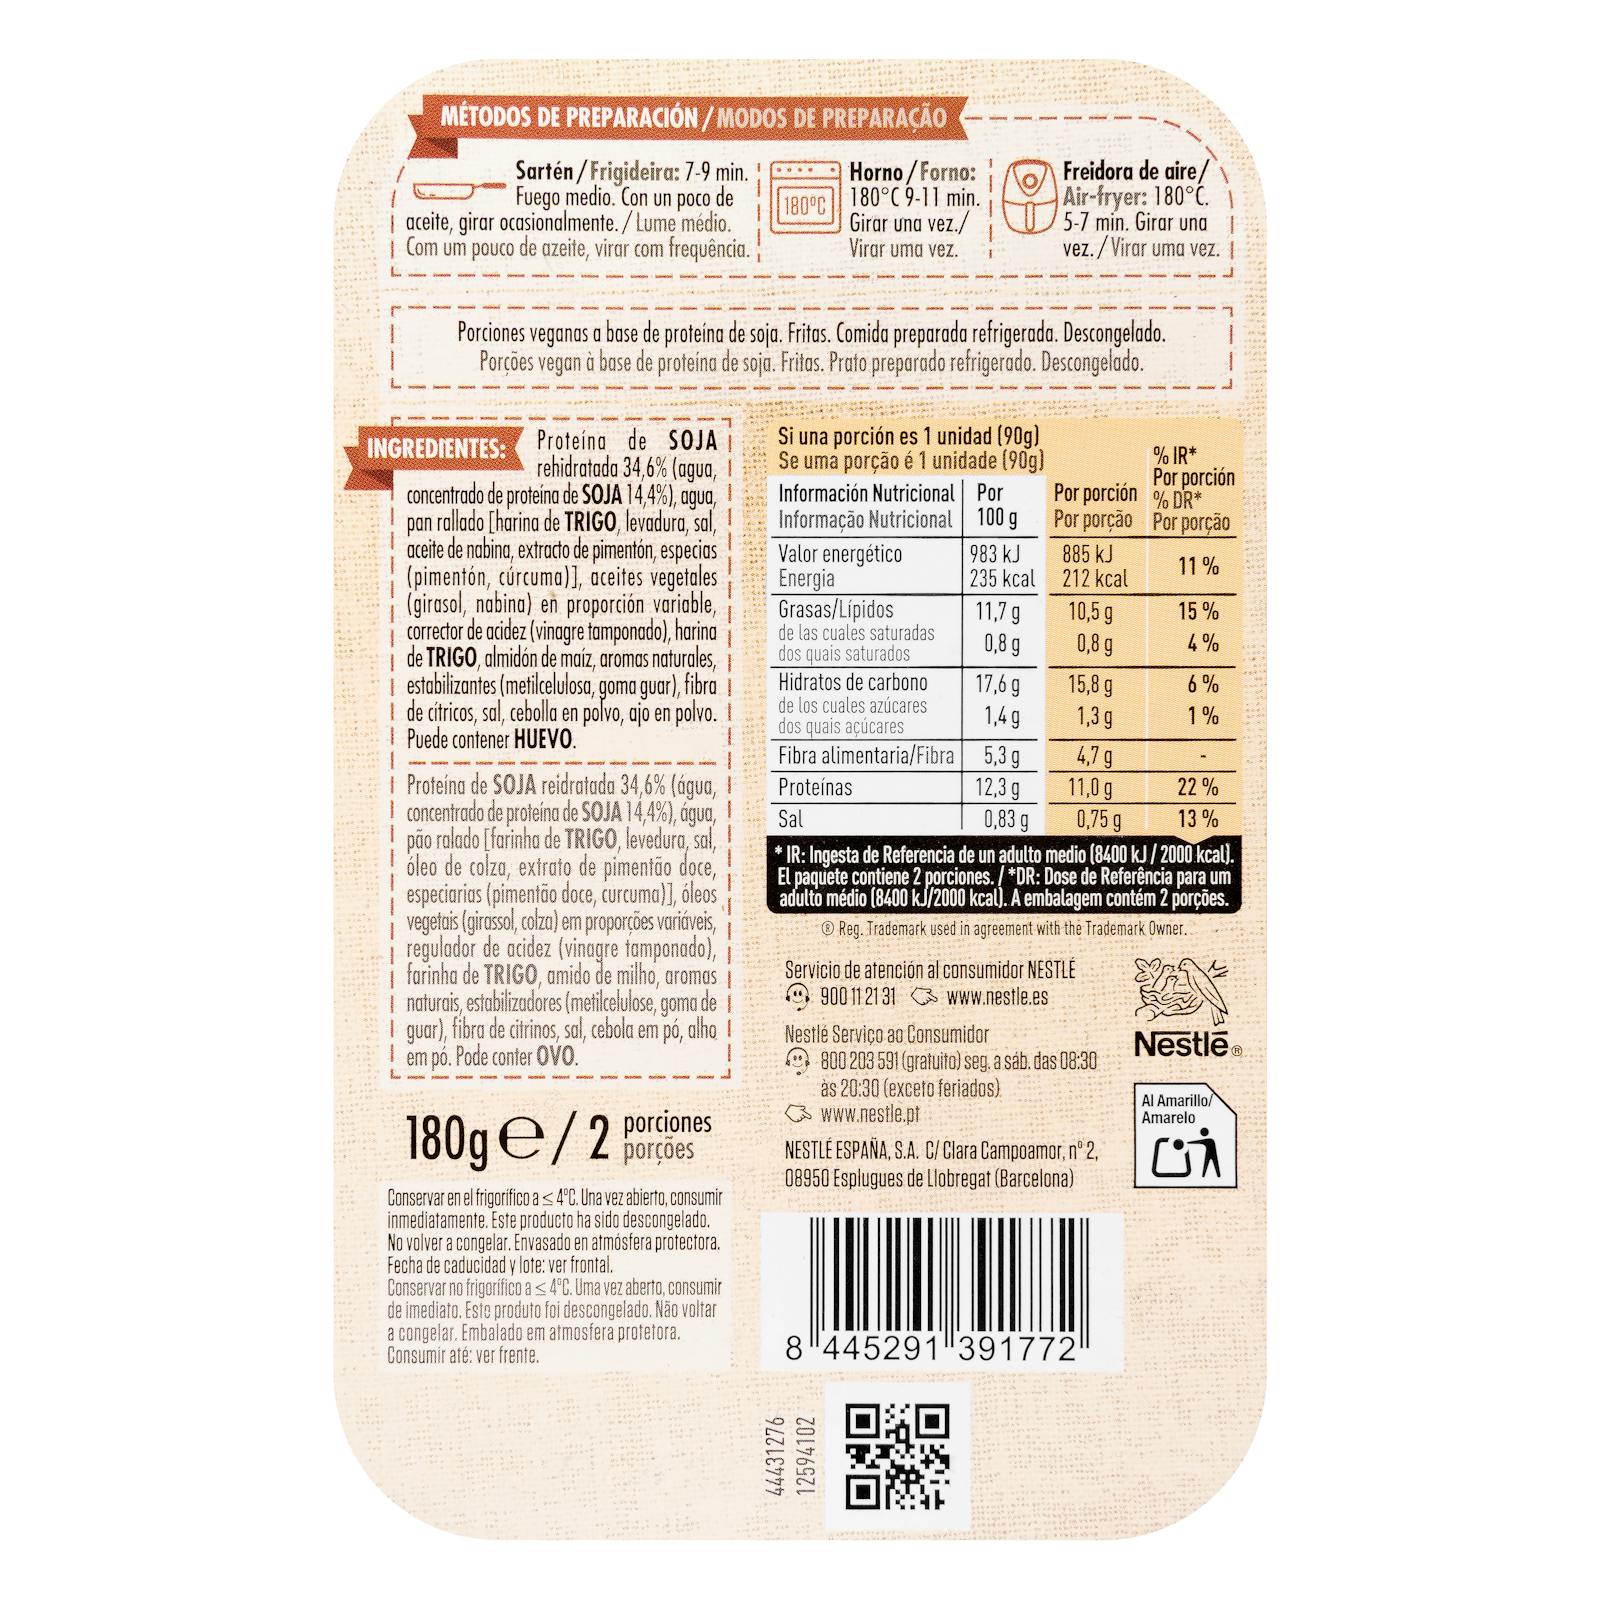 MÉTODOS DE PREPARACIÓN / MODOS DE PREPARAÇÃO
Sartén / Frigideira: 7-9 min.
Fuego medio. Con un poco de
aceite, girar ocasionalmente. / Lume médio.
Com um pouco de azeite, virar com frequência.
180°C
Horno / Forno:
180°C 9-11 min.
Girar una vez./
Virar uma vez.
Freidora de aire/
Air-fryer: 180°C.
5-7 min. Girar una
vez. / Virar uma vez.
Porciones veganas a base de proteína de soja. Fritas. Comida preparada refrigerada. Descongelado.
Porções vegan à base de proteína de soja. Fritas. Prato preparado refrigerado. Descongelado.
INGREDIENTES: Proteína de SOJA
rehidratada 34,6% (agua,
concentrado de proteína de SOJA 14,4%), agua,
pan rallado [harina de TRIGO, levadura, sal,
aceite de nabina, extracto de pimentón, especias
(pimentón, cúrcuma)], aceites vegetales
(girasol, nabina) en proporción variable,
corrector de acidez (vinagre tamponado), harina
de TRIGO, almidón de maíz, aromas naturales,
estabilizantes (metilcelulosa, goma guar), fibra
de cítricos, sal, cebolla en polvo, ajo en polvo.
Puede contener HUEVO.
Proteína de SOJA reidratada 34,6% (água,
concentrado de proteína de SOJA 14,4%), água,
pão ralado [farinha de TRIGO, levedura, sal,
óleo de colza, extrato de pimentão doce,
especiarias (pimentão doce, curcuma)], óleos
vegetais (girassol, colza) em proporções variáveis,
regulador de acidez (vinagre tamponado),
farinha de TRIGO, amido de milho, aromas
naturais, estabilizadores (metilcelulose, goma de
guar), fibra de citrinos, sal, cebola em pó, alho
em pó. Pode conter OVO.
180g e / 2 porciones
porções
Conservar en el frigorífico a ≤ 4°C. Una vez abierto, consumir
inmediatamente. Este producto ha sido descongelado.
No volver a congelar. Envasado en atmósfera protectora.
Fecha de caducidad y lote: ver frontal.
Conservar no frigorífico a ≤ 4°C. Uma vez aberto, consumir
de imediato. Este produto foi descongelado. Não voltar
a congelar. Embalado em atmosfera protetora.
Consumir até: ver frente.
Si una porción es 1 unidad (90g)
Se uma porção é 1 unidade (90g)
Información Nutricional Por Por porción % IR* Por porción
Informação Nutricional 100 g Por porção % DR* Por porção
Valor energético 983 kJ 885 kJ 11 %
Energia 235 kcal 212 kcal
Grasas/Lípidos 11,7 g 10,5 g 15 %
de las cuales saturadas 0,8 g 0,8 g 4 %
dos quais saturados
Hidratos de carbono 17,6 g 15,8 g 6 %
de los cuales azúcares 1,4 g 1,3 g 1 %
dos quais açúcares
Fibra alimentaria/Fibra 5,3 g 4,7 g -
Proteínas 12,3 g 11,0 g 22 %
Sal 0,83 g 0,75 g 13 %
* IR: Ingesta de Referencia de un adulto medio (8400 kJ / 2000 kcal).
El paquete contiene 2 porciones. / *DR: Dose de Referência para um
adulto médio (8400 kJ/2000 kcal). A embalagem contém 2 porções.
® Reg. Trademark used in agreement with the Trademark Owner.
Servicio de atención al consumidor NESTLÉ
900 11 21 31 www.nestle.es
Nestlé Serviço ao Consumidor
800 203 591 (gratuito) seg. a sáb. das 08:30
às 20:30 (exceto feriados)
www.nestle.pt
NESTLÉ ESPAÑA, S.A. C/ Clara Campoamor, nº 2,
08950 Esplugues de Llobregat (Barcelona)
Nestlé®
Al Amarillo/
Amarelo
8 445291 391772
44431276
12594102